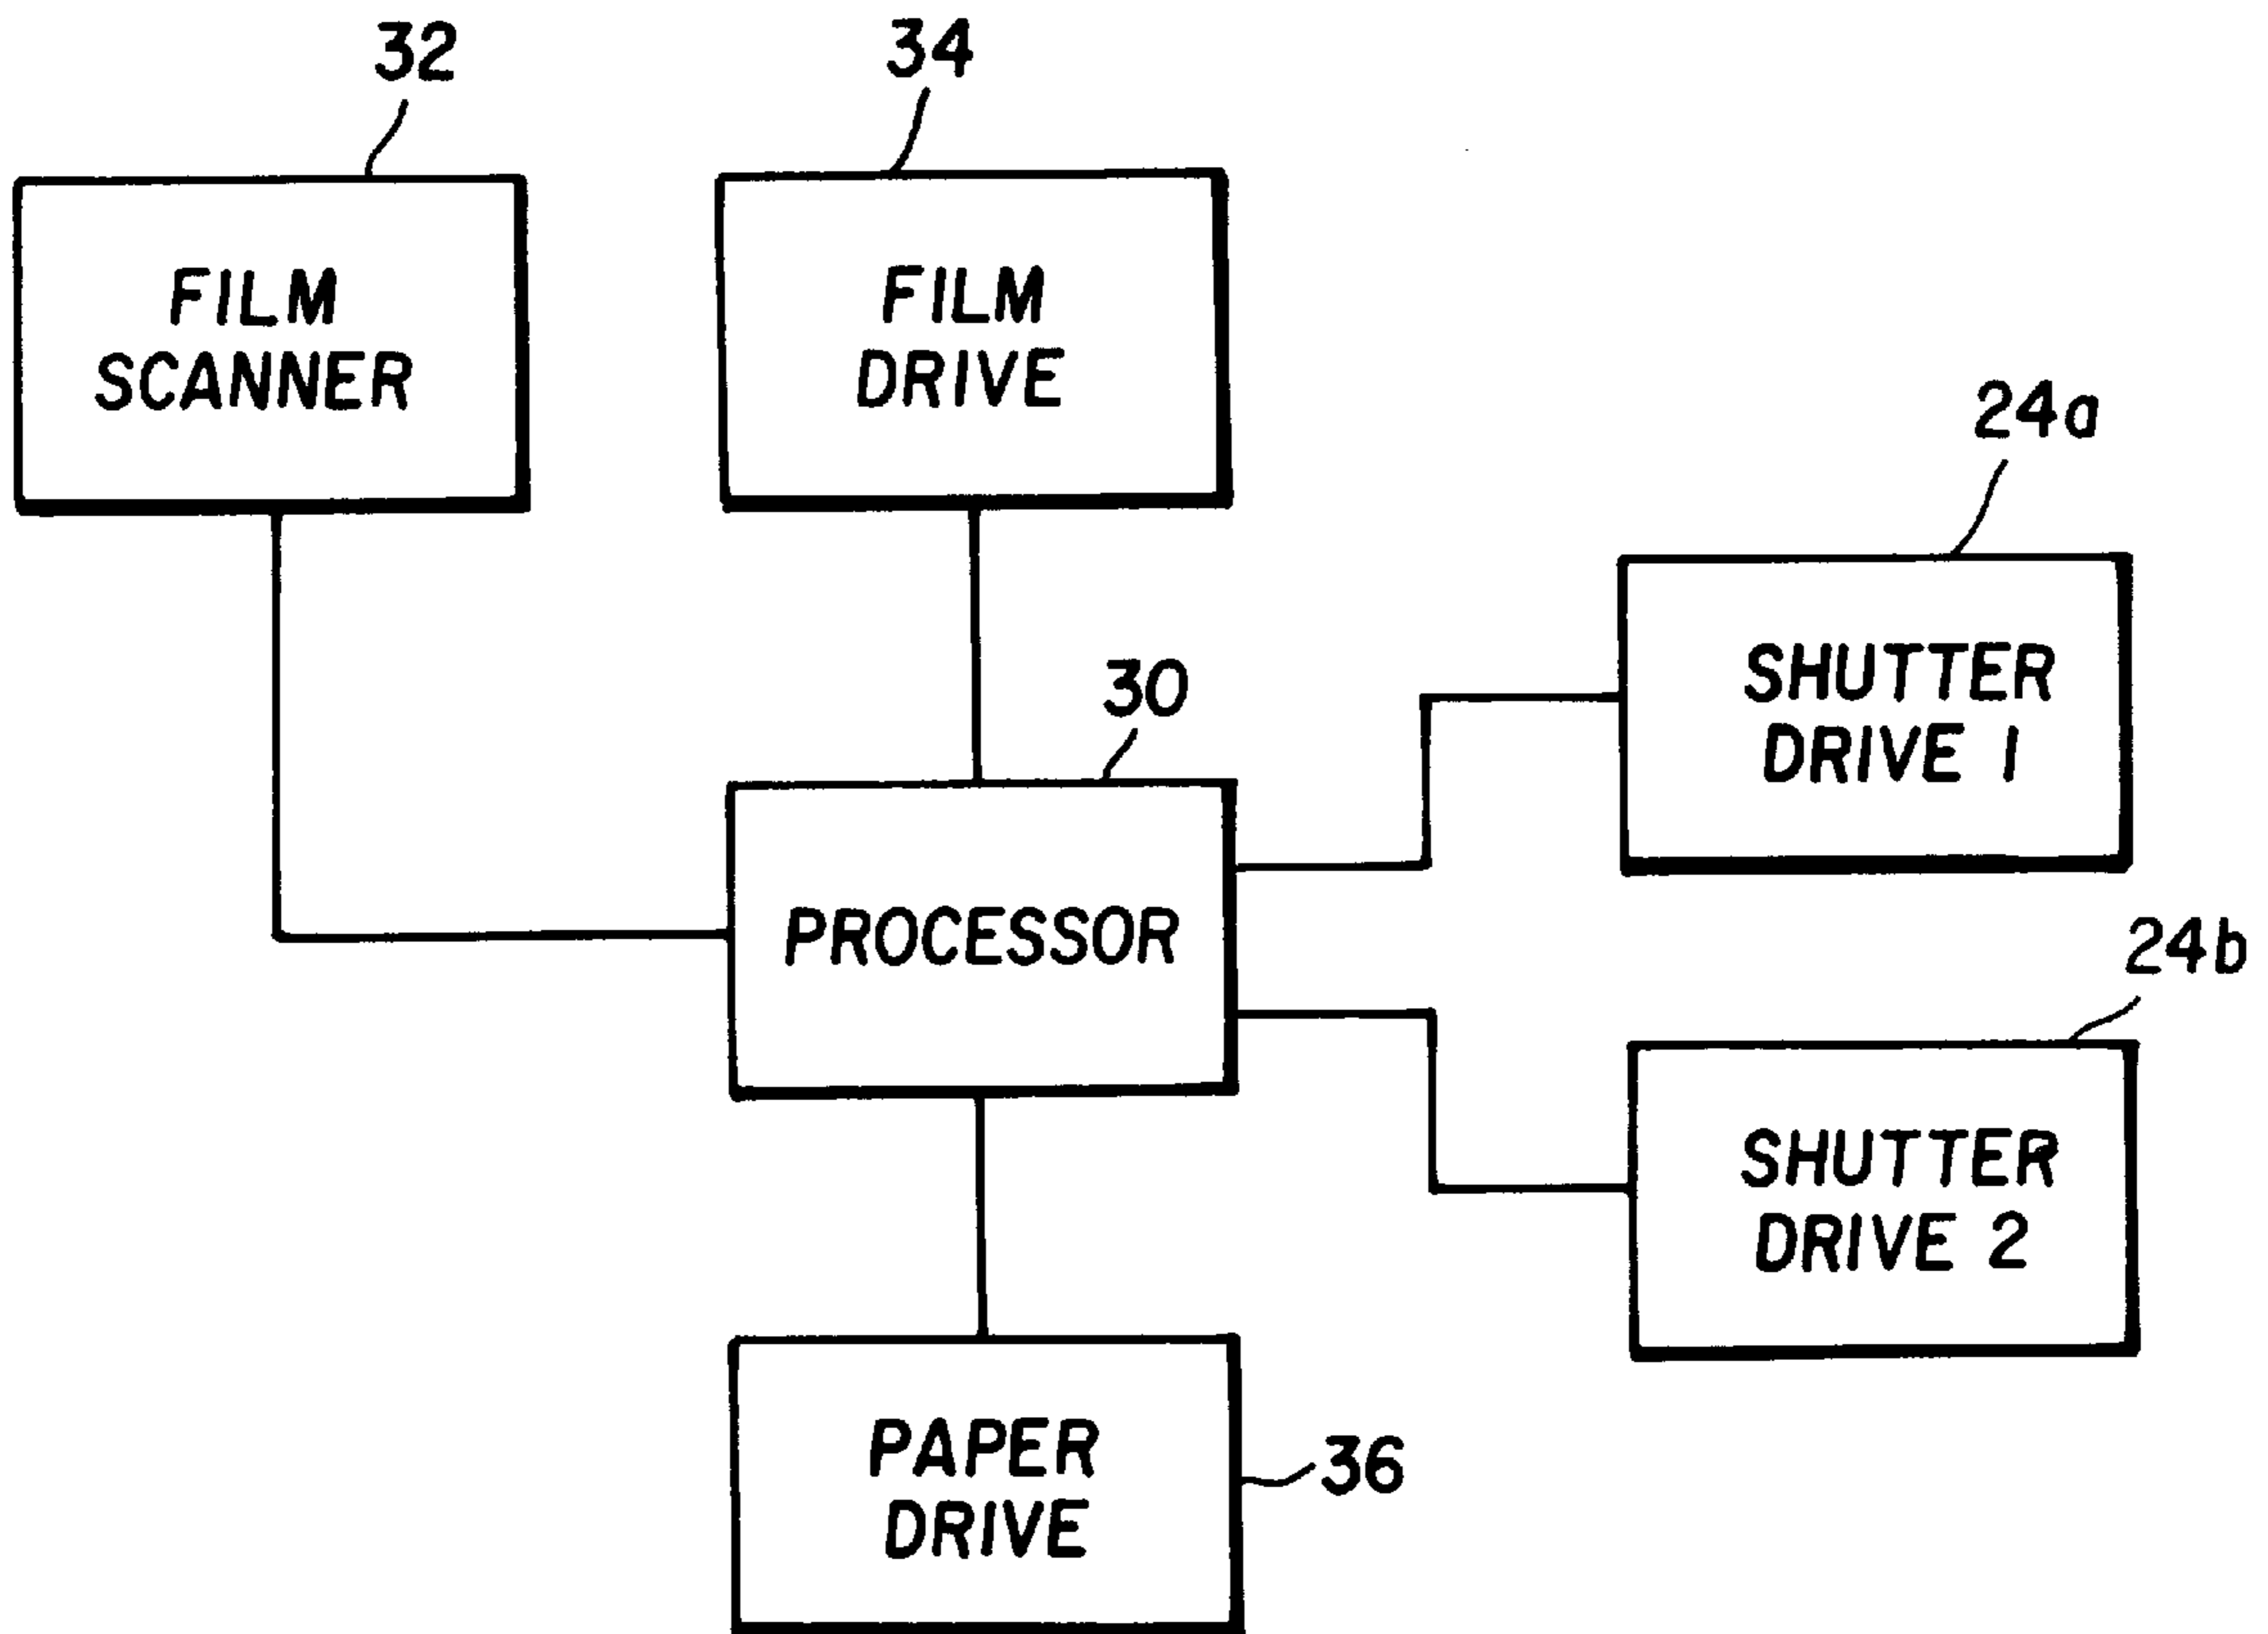 32
34
FILM
SCANNER
FILM
DRIVE
24a
30
SHUTTER
DRIVE 1
PROCESSOR
24b
SHUTTER
DRIVE 2
PAPER
DRIVE
36